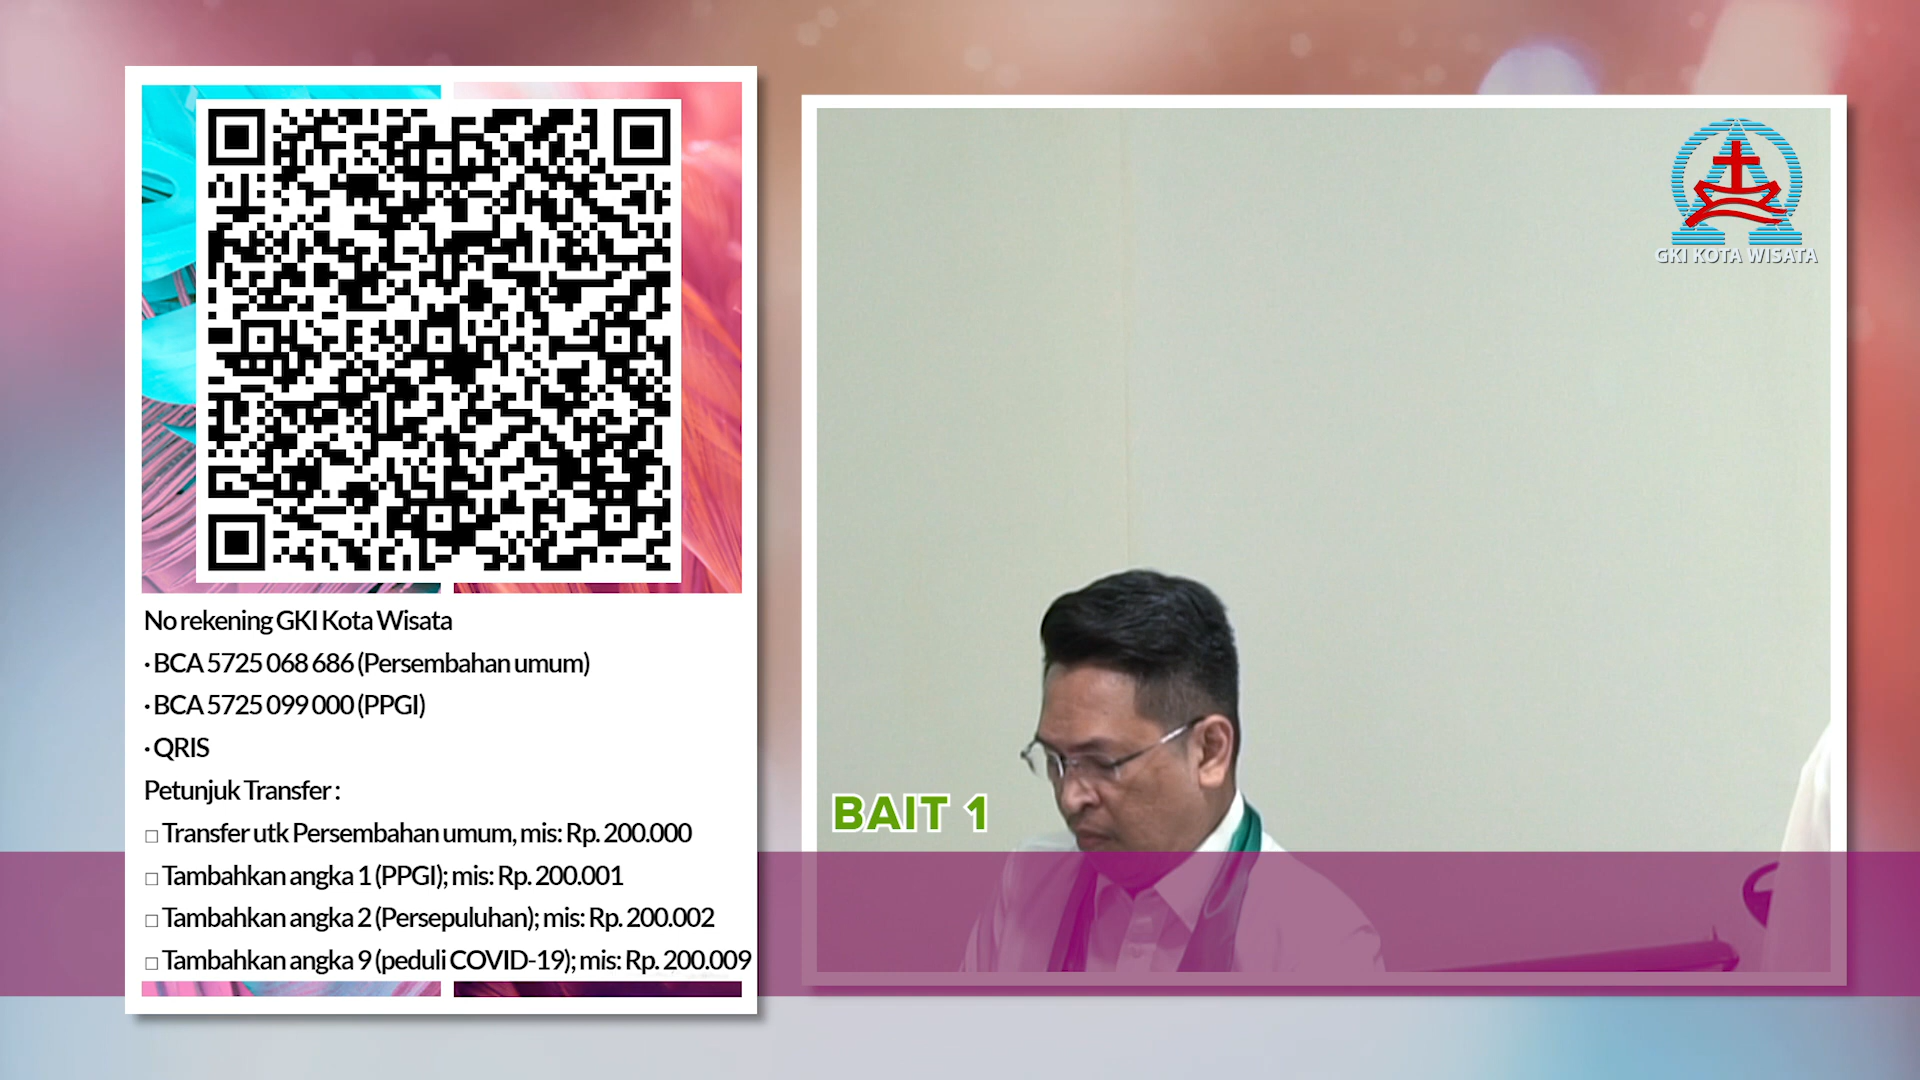 No rekening GKI Kota Wisata
· BCA 5725 068 686 (Persembahan umum)
· BCA 5725 099 000 (PPGI)
· QRIS
Petunjuk Transfer :
□ Transfer utk Persembahan umum, mis: Rp. 200.000
□ Tambahkan angka 1 (PPGI); mis: Rp. 200.001
□ Tambahkan angka 2 (Persepuluhan); mis: Rp. 200.002
□ Tambahkan angka 9 (peduli COVID-19); mis: Rp. 200.009
GKI KOTA WISATA
BAIT 1